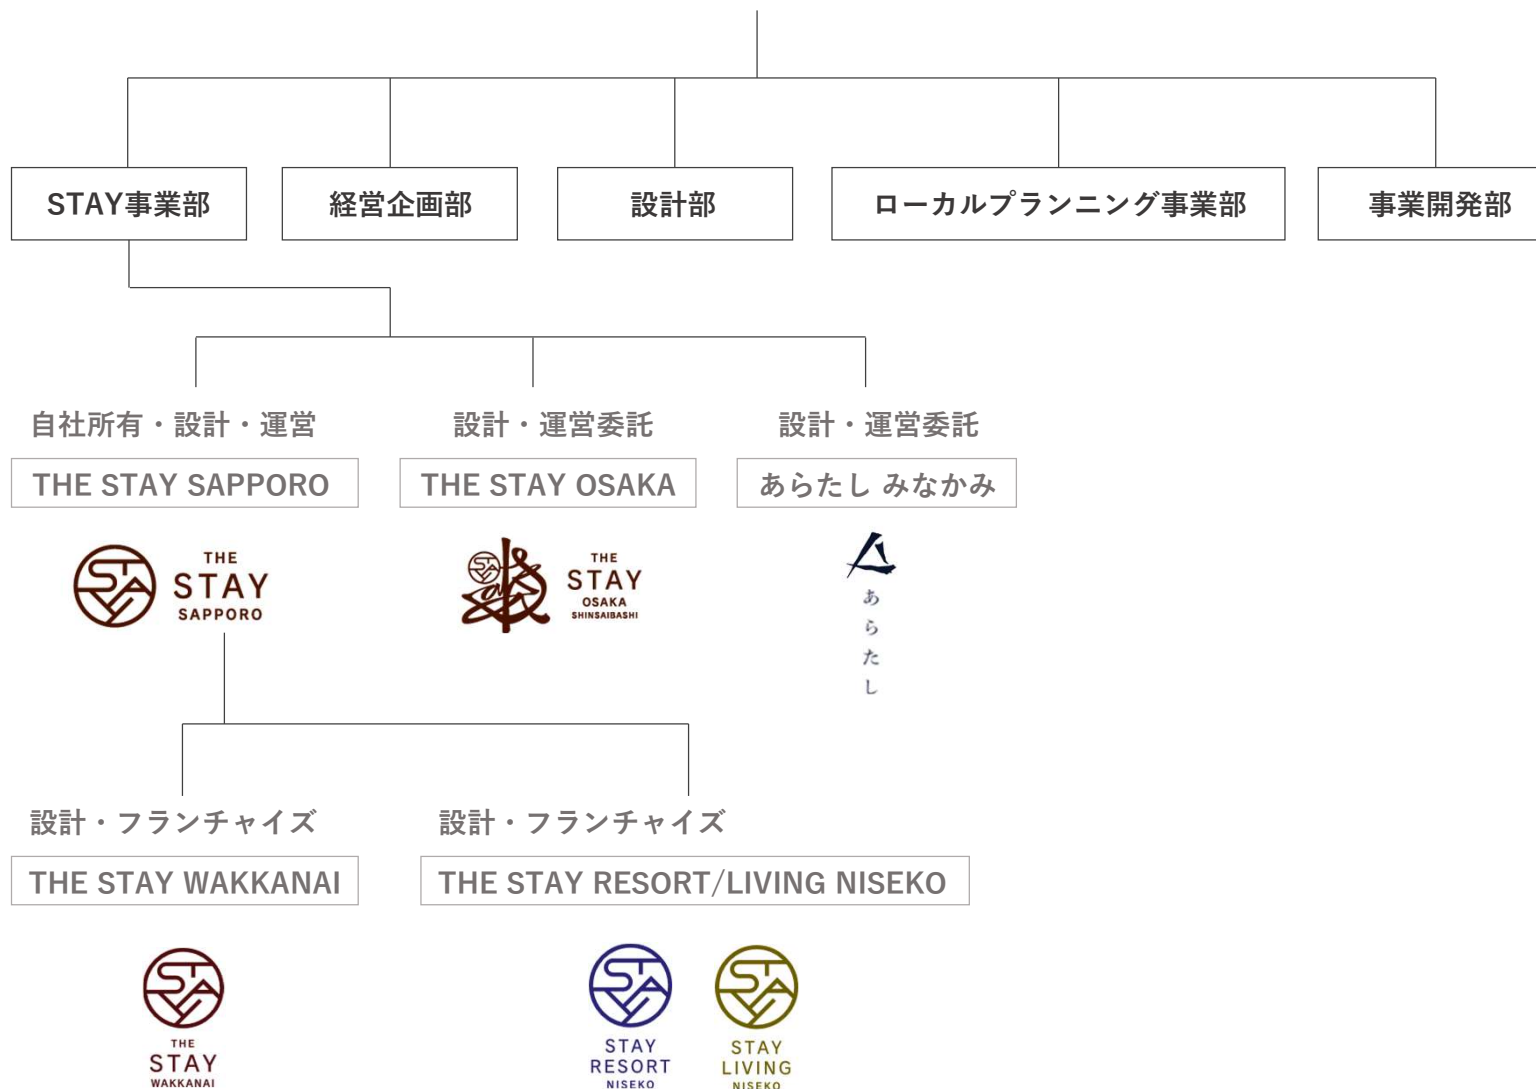 STAY事業部
経営企画部
設計部
ローカルプランニング事業部
事業開発部
自社所有・設計・運営
設計・運営委託
設計・運営委託
THE STAY SAPPORO
THE STAY OSAKA
あらたし みなかみ
STAY
THE
STAY
SAPPORO
STAY
THE
STAY
OSAKA
SHINSAIBASHI
あらたし
設計・フランチャイズ
設計・フランチャイズ
THE STAY WAKKANAI
THE STAY RESORT/LIVING NISEKO
STAY
THE
STAY
WAKKANAI
STAY
STAY
RESORT
NISEKO
STAY
STAY
LIVING
NISEKO